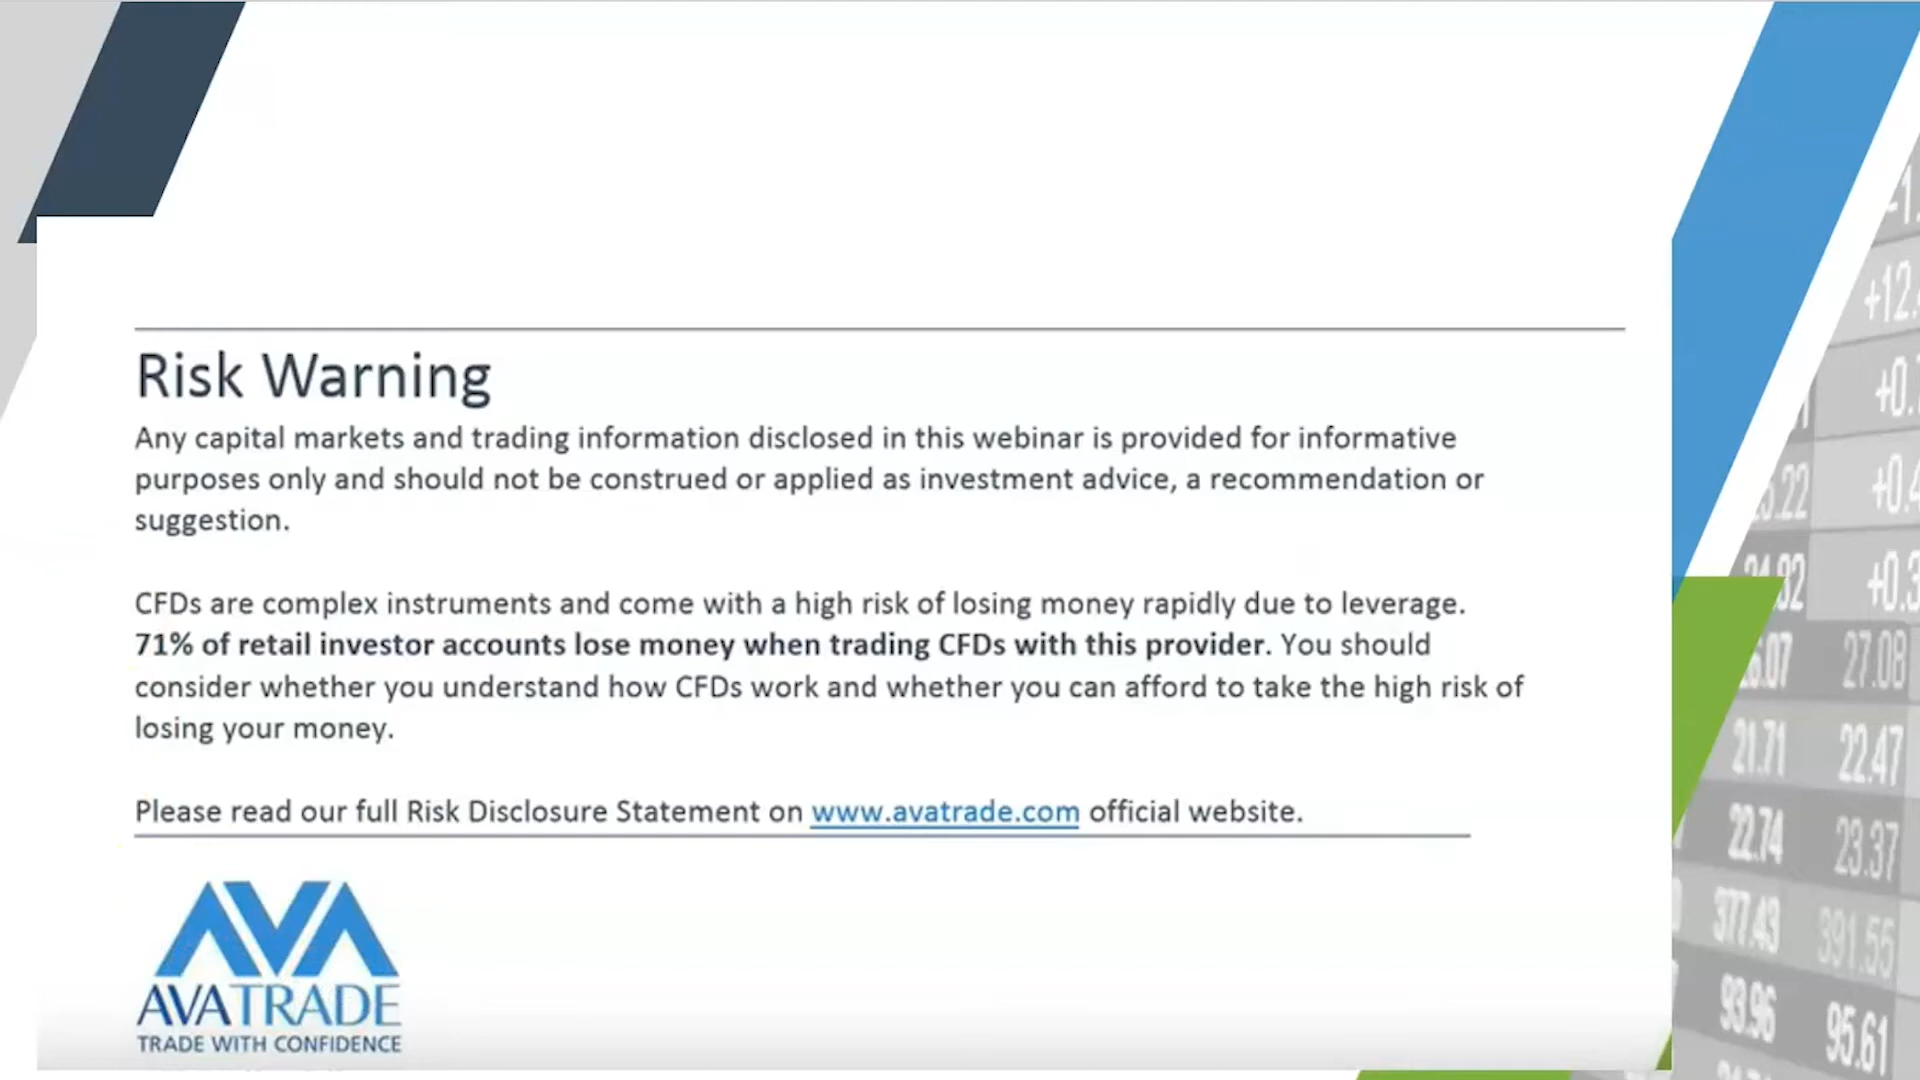 Risk Warning
Any capital markets and trading information disclosed in this webinar is provided for informative
purposes only and should not be construed or applied as investment advice, a recommendation or
suggestion.
CFDs are complex instruments and come with a high risk of losing money rapidly due to leverage.
71% of retail investor accounts lose money when trading CFDs with this provider. You should
consider whether you understand how CFDs work and whether you can afford to take the high risk of
losing your money.
Please read our full Risk Disclosure Statement on www.avatrade.com official website.
AVA
AVATRADE
TRADE WITH CONFIDENCE
27.08
21.71 22.47
22.74 23.37
377.43 391.55
93.96 95.61